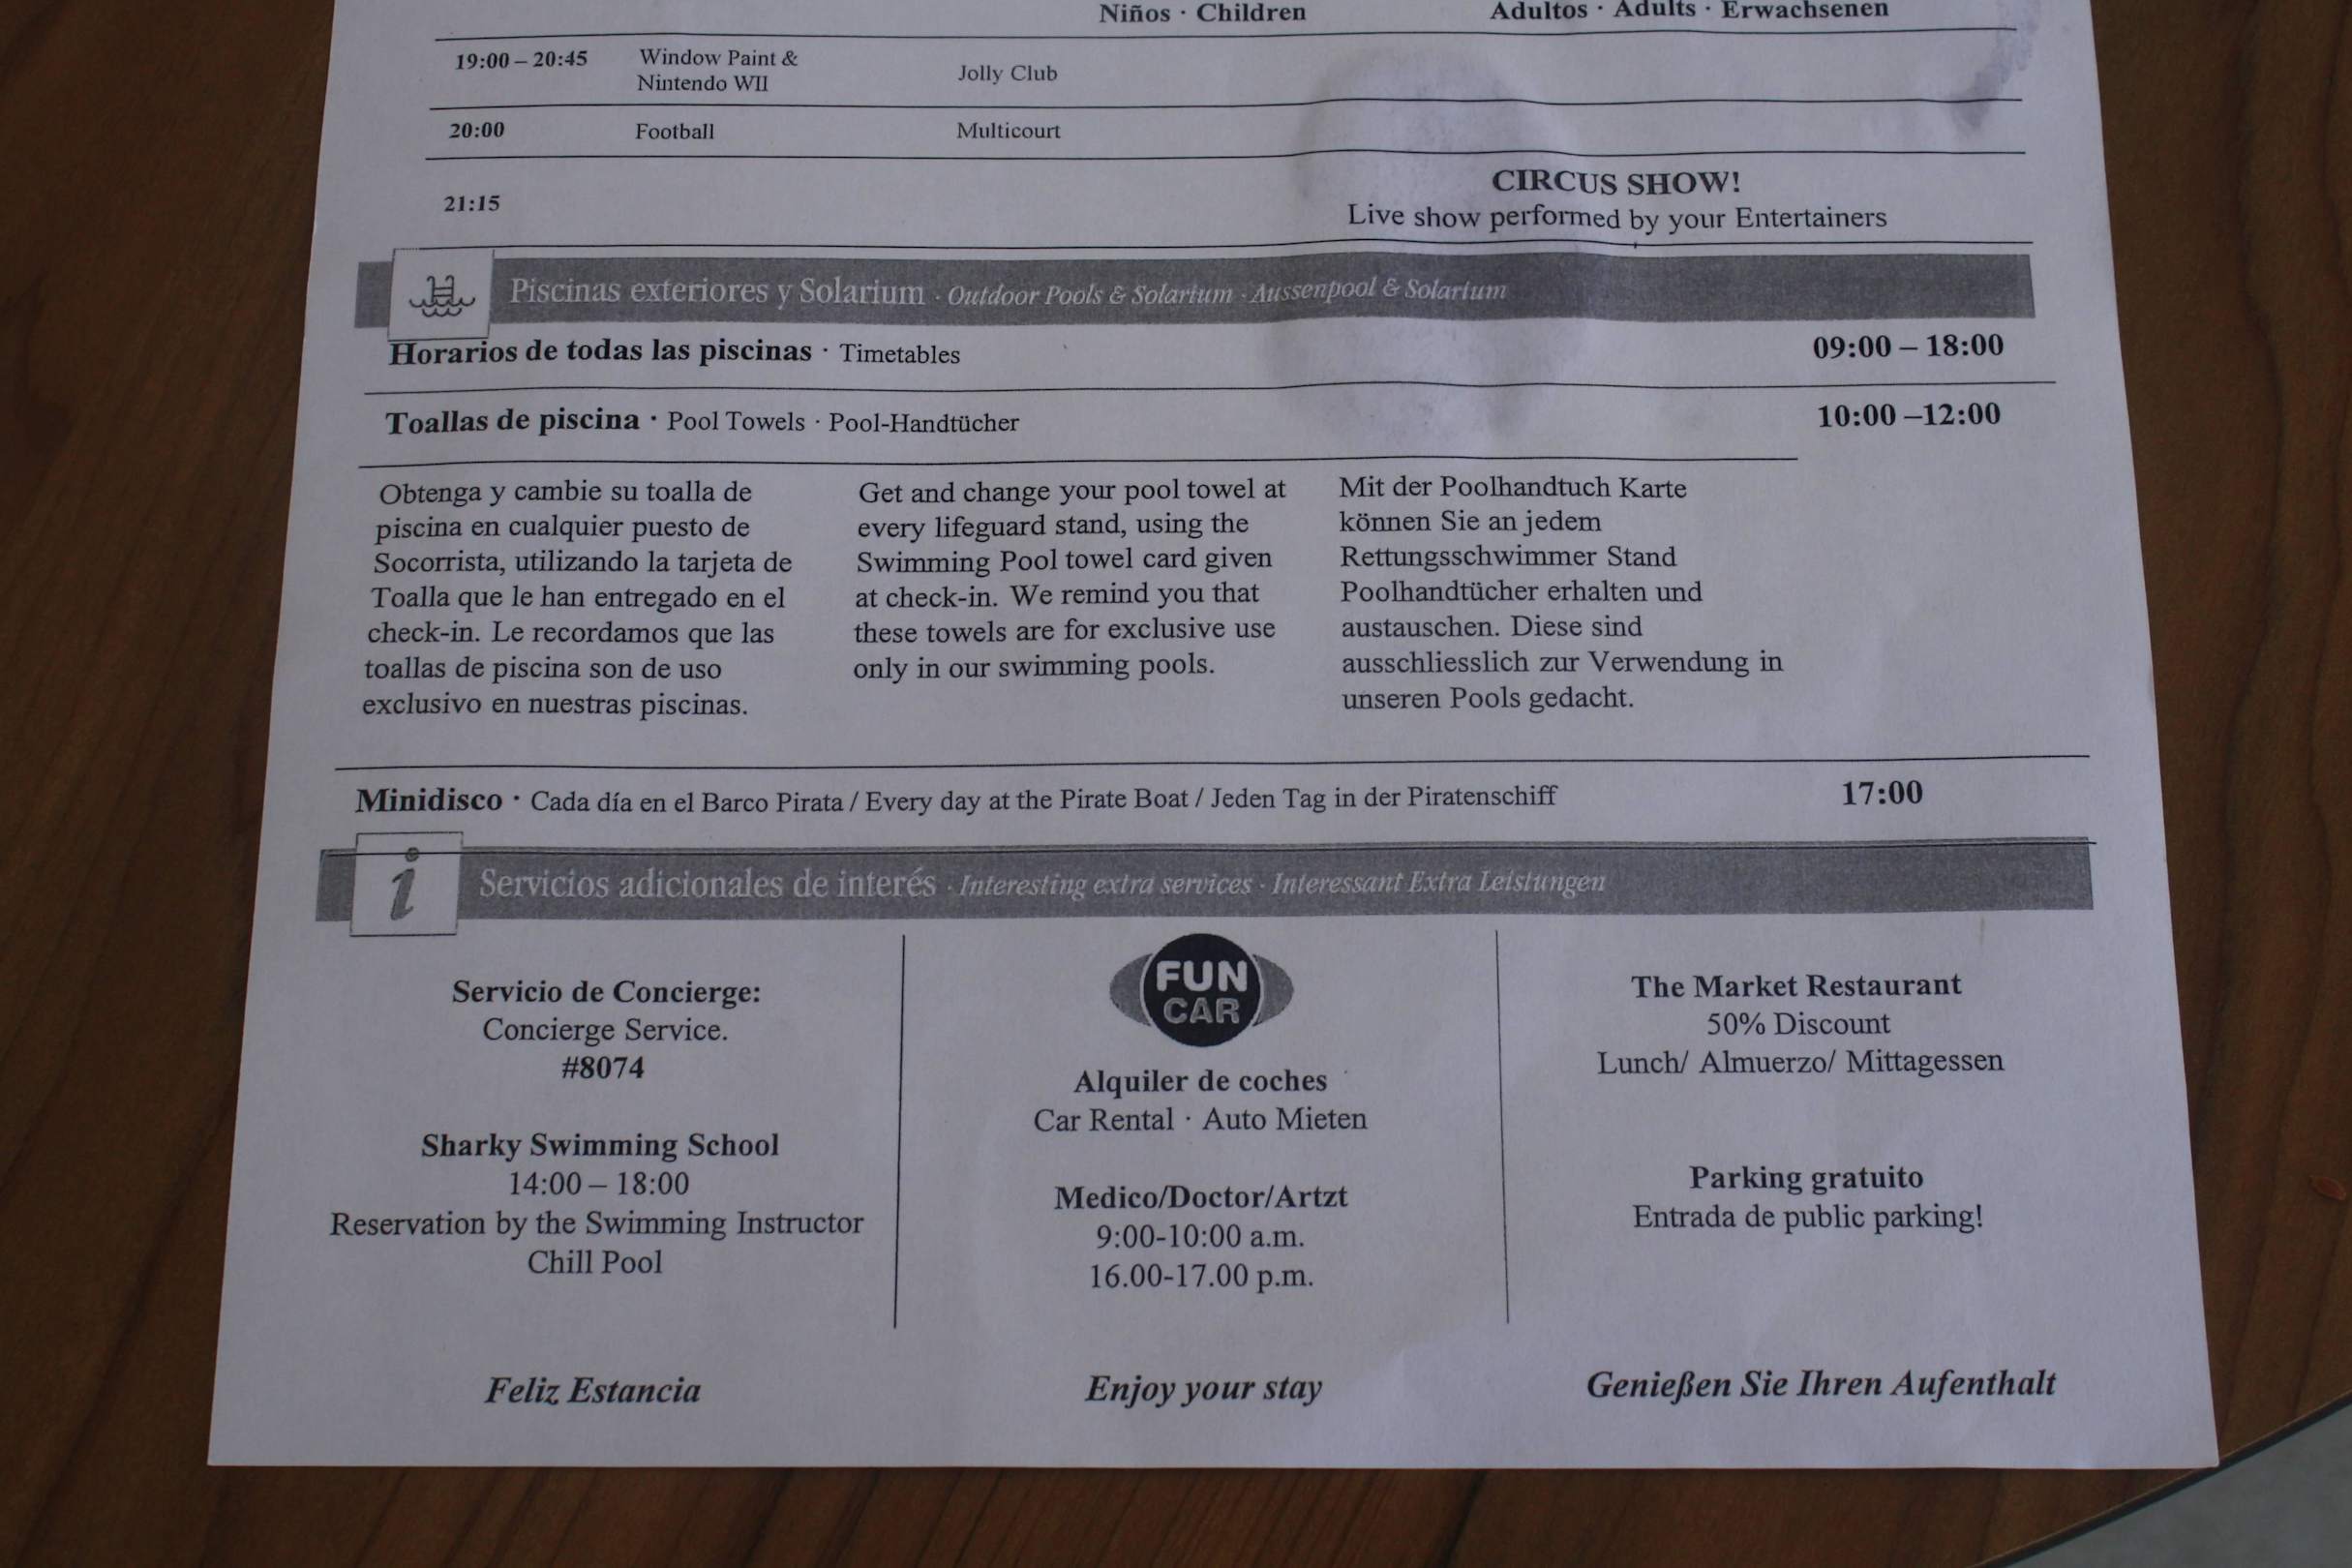 Niños · Children Adultos · Adults · Erwachsenen
19:00 – 20:45 Window Paint & Nintendo WII Jolly Club
20:00 Football Multicourt
21:15 CIRCUS SHOW!
Live show performed by your Entertainers
Piscinas exteriores y Solarium · Outdoor Pools & Solarium · Aussenpool & Solarium
Horarios de todas las piscinas · Timetables 09:00 – 18:00
Toallas de piscina · Pool Towels · Pool-Handtücher 10:00 –12:00
Obtenga y cambie su toalla de
piscina en cualquier puesto de
Socorrista, utilizando la tarjeta de
Toalla que le han entregado en el
check-in. Le recordamos que las
toallas de piscina son de uso
exclusivo en nuestras piscinas.
Get and change your pool towel at
every lifeguard stand, using the
Swimming Pool towel card given
at check-in. We remind you that
these towels are for exclusive use
only in our swimming pools.
Mit der Poolhandtuch Karte
können Sie an jedem
Rettungsschwimmer Stand
Poolhandtücher erhalten und
austauschen. Diese sind
ausschliesslich zur Verwendung in
unseren Pools gedacht.
Minidisco · Cada día en el Barco Pirata / Every day at the Pirate Boat / Jeden Tag in der Piratenschiff 17:00
i Servicios adicionales de interés · Interesting extra services · Interessant Extra Leistungen
Servicio de Concierge:
Concierge Service.
#8074
Sharky Swimming School
14:00 – 18:00
Reservation by the Swimming Instructor
Chill Pool
FUN
CAR
Alquiler de coches
Car Rental · Auto Mieten
Medico/Doctor/Artzt
9:00-10:00 a.m.
16.00-17.00 p.m.
The Market Restaurant
50% Discount
Lunch/ Almuerzo/ Mittagessen
Parking gratuito
Entrada de public parking!
Feliz Estancia Enjoy your stay Genießen Sie Ihren Aufenthalt